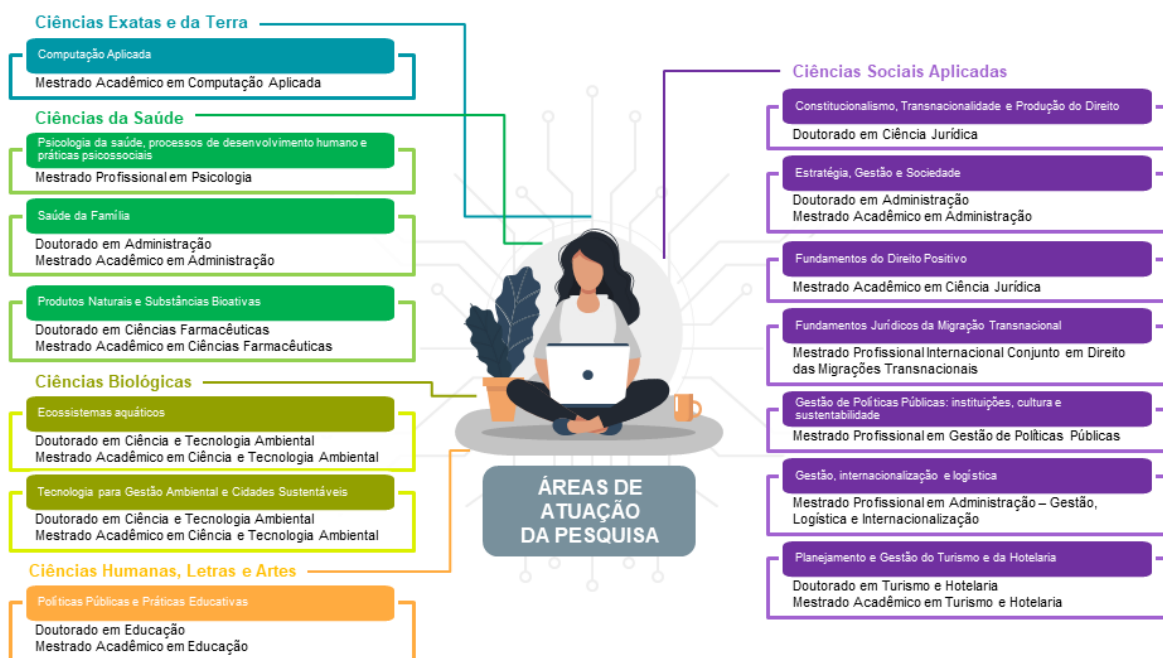 Ciências Exatas e da Terra
Computação Aplicada
Mestrado Acadêmico em Computação Aplicada
Ciências da Saúde
Psicologia da saúde, processos de desenvolvimento humano e
práticas psicossociais
Mestrado Profissional em Psicologia
Saúde da Família
Doutorado em Administração
Mestrado Acadêmico em Administração
Produtos Naturais e Substâncias Bioativas
Doutorado em Ciências Farmacêuticas
Mestrado Acadêmico em Ciências Farmacêuticas
Ciências Biológicas
Ecossistemas aquáticos
Doutorado em Ciência e Tecnologia Ambiental
Mestrado Acadêmico em Ciência e Tecnologia Ambiental
Tecnologia para Gestão Ambiental e Cidades Sustentáveis
Doutorado em Ciência e Tecnologia Ambiental
Mestrado Acadêmico em Ciência e Tecnologia Ambiental
Ciências Humanas, Letras e Artes
Políticas Públicas e Práticas Educativas
Doutorado em Educação
Mestrado Acadêmico em Educação
ÁREAS DE
ATUAÇÃO
DA PESQUISA
Ciências Sociais Aplicadas
Constitucionalismo, Transnacionalidade e Produção do Direito
Doutorado em Ciência Jurídica
Estratégia, Gestão e Sociedade
Doutorado em Administração
Mestrado Acadêmico em Administração
Fundamentos do Direito Positivo
Mestrado Acadêmico em Ciência Jurídica
Fundamentos Jurídicos da Migração Transnacional
Mestrado Profissional Internacional Conjunto em Direito
das Migrações Transnacionais
Gestão de Políticas Públicas: instituições, cultura e
sustentabilidade
Mestrado Profissional em Gestão de Políticas Públicas
Gestão, internacionalização e logística
Mestrado Profissional em Administração – Gestão,
Logística e Internacionalização
Planejamento e Gestão do Turismo e da Hotelaria
Doutorado em Turismo e Hotelaria
Mestrado Acadêmico em Turismo e Hotelaria